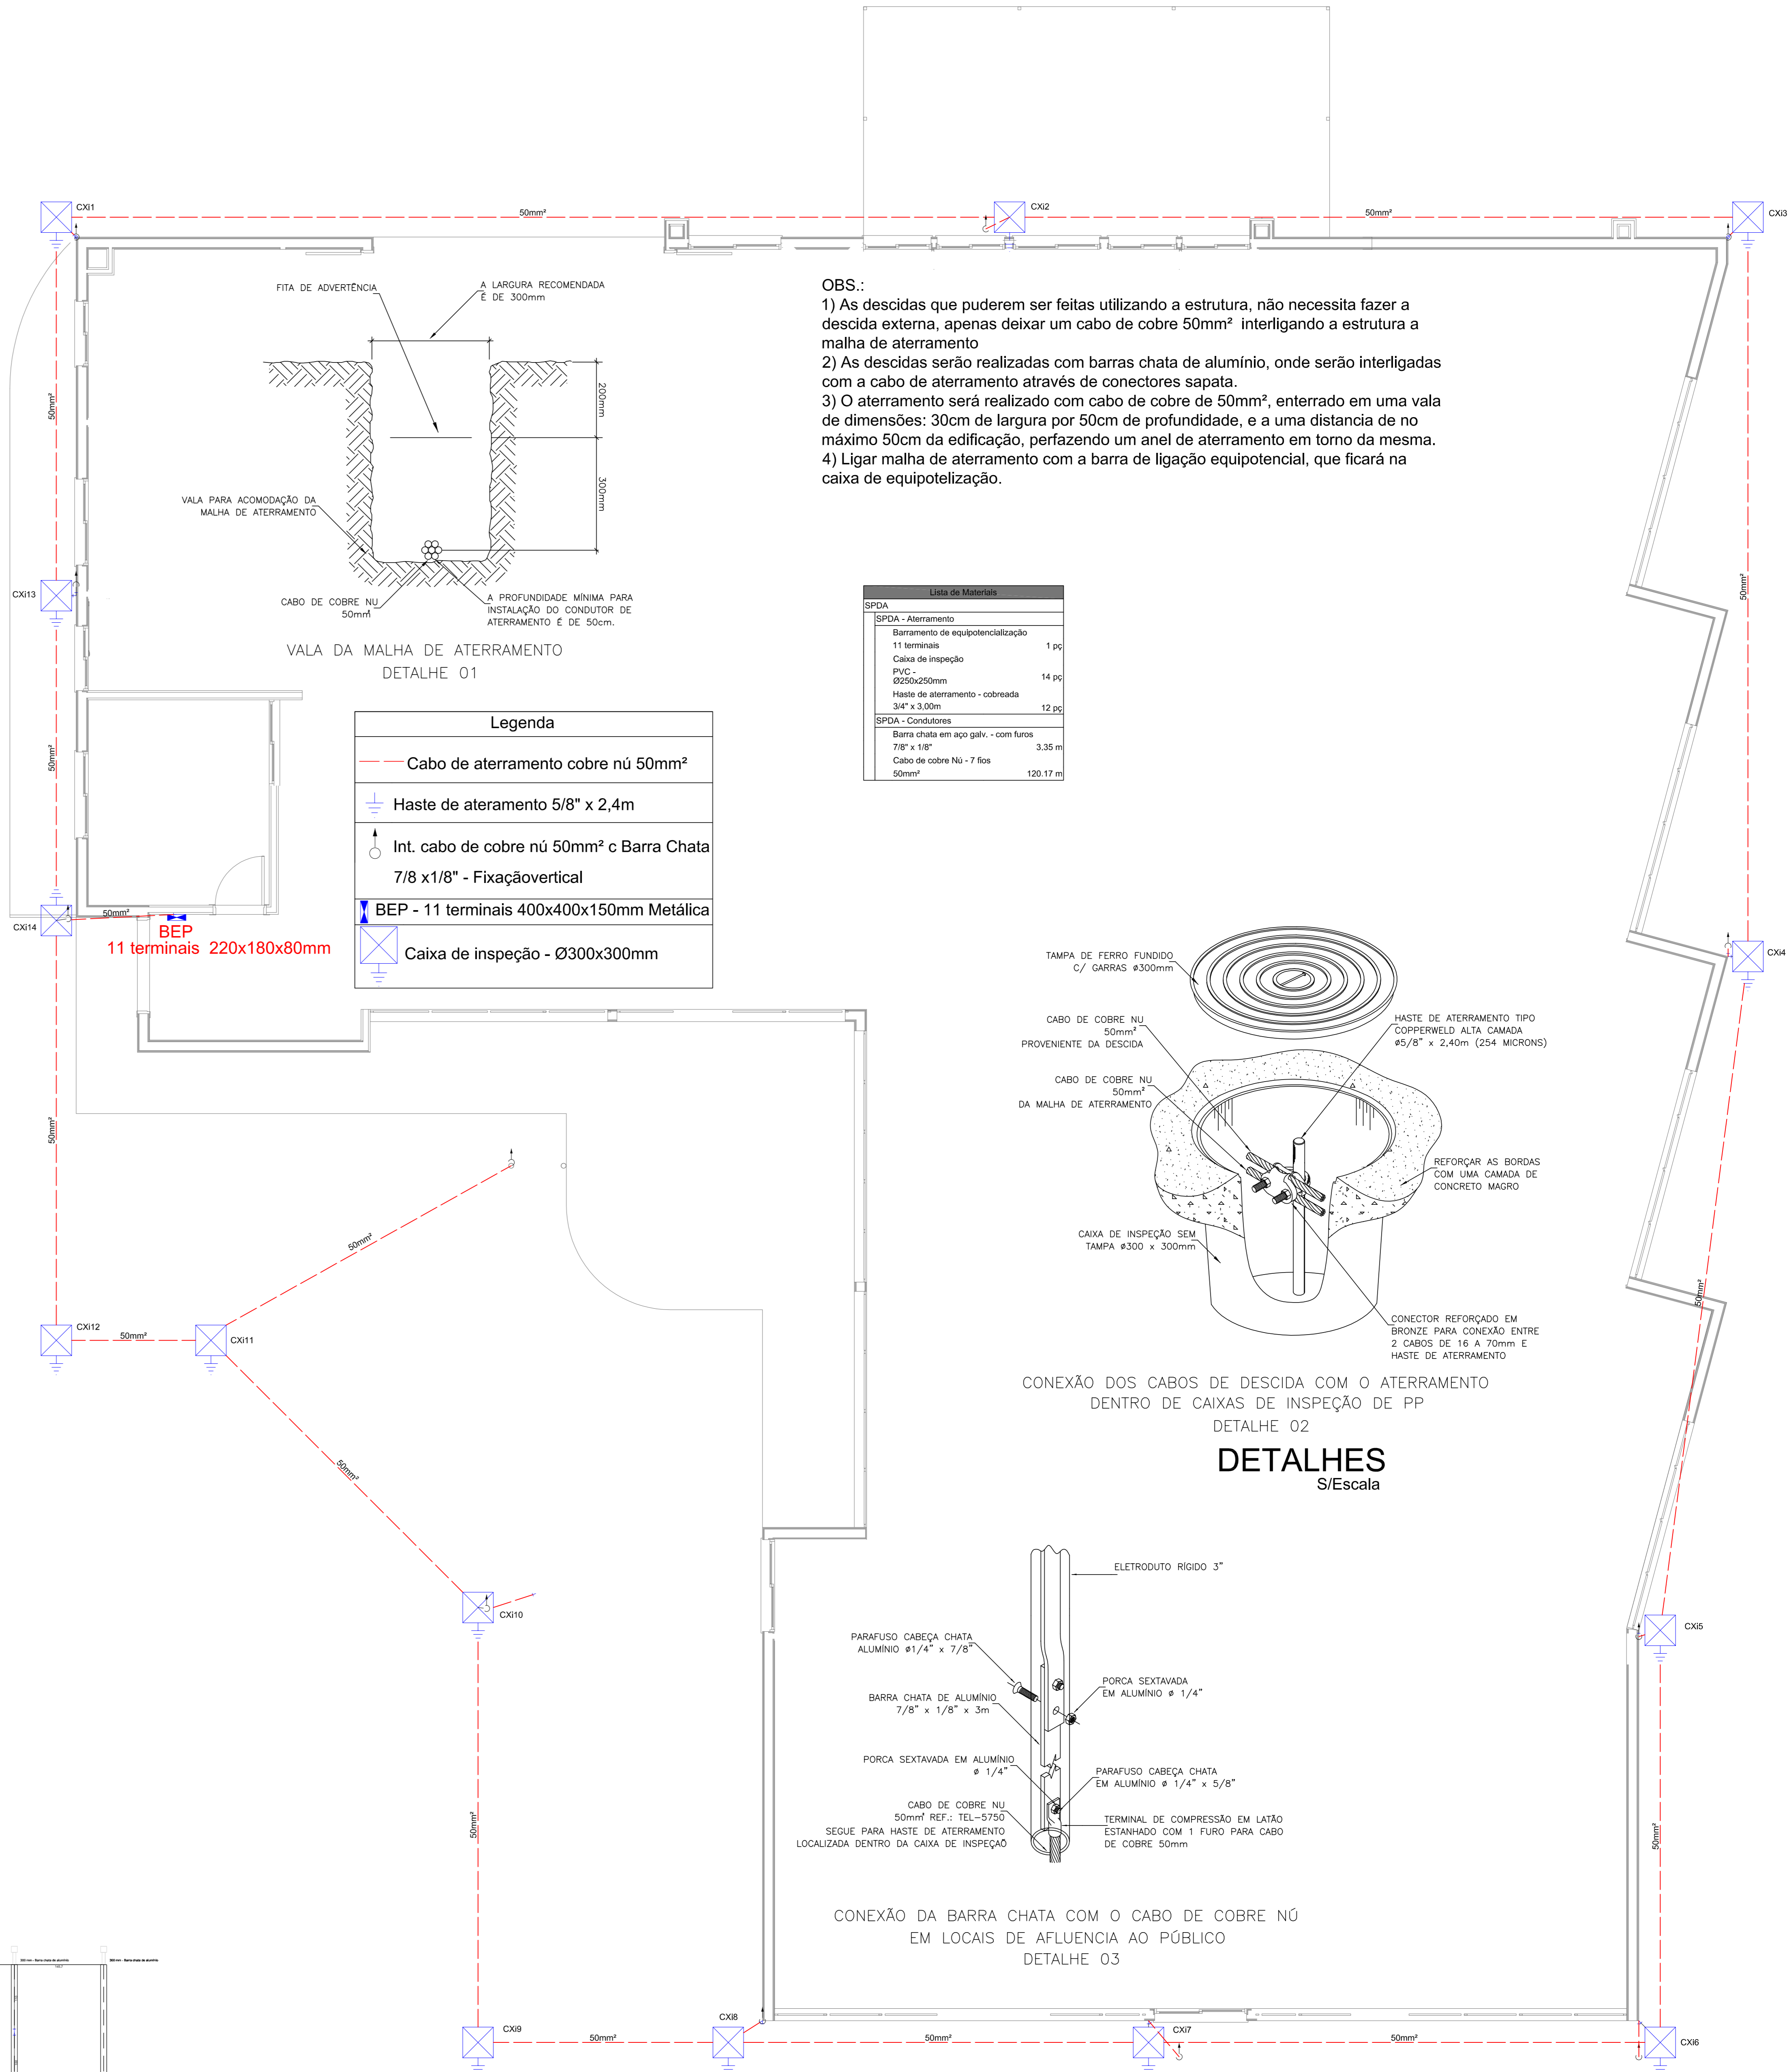 CXi1
50mm²
CXi2
50mm²
CXi3
FITA DE ADVERTÊNCIA
A LARGURA RECOMENDADA
É DE 300mm
200mm
300mm
VALA PARA ACOMODAÇÃO DA
MALHA DE ATERRAMENTO
CABO DE COBRE NU
50mm²
A PROFUNDIDADE MÍNIMA PARA
INSTALAÇÃO DO CONDUTOR DE
ATERRAMENTO É DE 50cm.
VALA DA MALHA DE ATERRAMENTO
DETALHE 01
OBS.:
1) As descidas que puderem ser feitas utilizando a estrutura, não necessita fazer a
descida externa, apenas deixar um cabo de cobre 50mm² interligando a estrutura a
malha de aterramento
2) As descidas serão realizadas com barras chata de alumínio, onde serão interligadas
com a cabo de aterramento através de conectores sapata.
3) O aterramento será realizado com cabo de cobre de 50mm², enterrado em uma vala
de dimensões: 30cm de largura por 50cm de profundidade, e a uma distancia de no
máximo 50cm da edificação, perfazendo um anel de aterramento em torno da mesma.
4) Ligar malha de aterramento com a barra de ligação equipotencial, que ficará na
caixa de equipotelização.
50mm²
CXi13
50mm²
50mm²
Lista de Materiais
SPDA
SPDA - Aterramento
Barramento de equipotencialização
11 terminais 1 pç
Caixa de inspeção
PVC -
Ø250x250mm 14 pç
Haste de aterramento - cobreada
3/4" x 3,00m 12 pç
SPDA - Condutores
Barra chata em aço galv. - com furos
7/8" x 1/8" 3,35 m
Cabo de cobre Nú - 7 fios
50mm² 120.17 m
Legenda
Cabo de aterramento cobre nú 50mm²
Haste de ateramento 5/8" x 2,4m
Int. cabo de cobre nú 50mm² c Barra Chata
7/8 x1/8" - Fixaçãovertical
BEP - 11 terminais 400x400x150mm Metálica
Caixa de inspeção - Ø300x300mm
CXi14
50mm²
BEP
11 terminais 220x180x80mm
CXi4
TAMPA DE FERRO FUNDIDO
C/ GARRAS ø300mm
CABO DE COBRE NU
50mm²
PROVENIENTE DA DESCIDA
CABO DE COBRE NU
50mm²
DA MALHA DE ATERRAMENTO
HASTE DE ATERRAMENTO TIPO
COPPERWELD ALTA CAMADA
ø5/8" x 2,40m (254 MICRONS)
REFORÇAR AS BORDAS
COM UMA CAMADA DE
CONCRETO MAGRO
CAIXA DE INSPEÇÃO SEM
TAMPA ø300 x 300mm
CONECTOR REFORÇADO EM
BRONZE PARA CONEXÃO ENTRE
2 CABOS DE 16 A 70mm E
HASTE DE ATERRAMENTO
CONEXÃO DOS CABOS DE DESCIDA COM O ATERRAMENTO
DENTRO DE CAIXAS DE INSPEÇÃO DE PP
DETALHE 02
DETALHES
S/Escala
50mm²
50mm²
50mm²
CXi12
50mm²
CXi11
50mm²
CXi10
CXi5
ELETRODUTO RÍGIDO 3"
PARAFUSO CABEÇA CHATA
ALUMÍNIO ø1/4" x 7/8"
PORCA SEXTAVADA
EM ALUMÍNIO ø 1/4"
BARRA CHATA DE ALUMÍNIO
7/8" x 1/8" x 3m
PORCA SEXTAVADA EM ALUMÍNIO
ø 1/4"
PARAFUSO CABEÇA CHATA
EM ALUMÍNIO ø 1/4" x 5/8"
CABO DE COBRE NU
50mm² REF.: TEL-5750
SEGUE PARA HASTE DE ATERRAMENTO
LOCALIZADA DENTRO DA CAIXA DE INSPEÇAÕ
TERMINAL DE COMPRESSÃO EM LATÃO
ESTANHADO COM 1 FURO PARA CABO
DE COBRE 50mm
CONEXÃO DA BARRA CHATA COM O CABO DE COBRE NÚ
EM LOCAIS DE AFLUENCIA AO PÚBLICO
DETALHE 03
50mm²
50mm²
CXi9
50mm²
CXi8
50mm²
CXi7
50mm²
CXi6